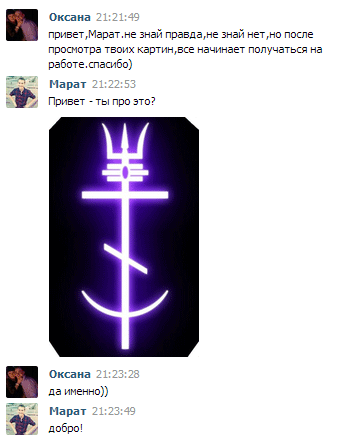 Оксана 21:21:49
привет,Марат.не знай правда,не знай нет,но после
просмотра твоих картин,все начинает получаться на
работе.спасибо)
Марат 21:22:53
Привет - ты про это?
Оксана 21:23:28
да именно))
Марат 21:23:49
добро!